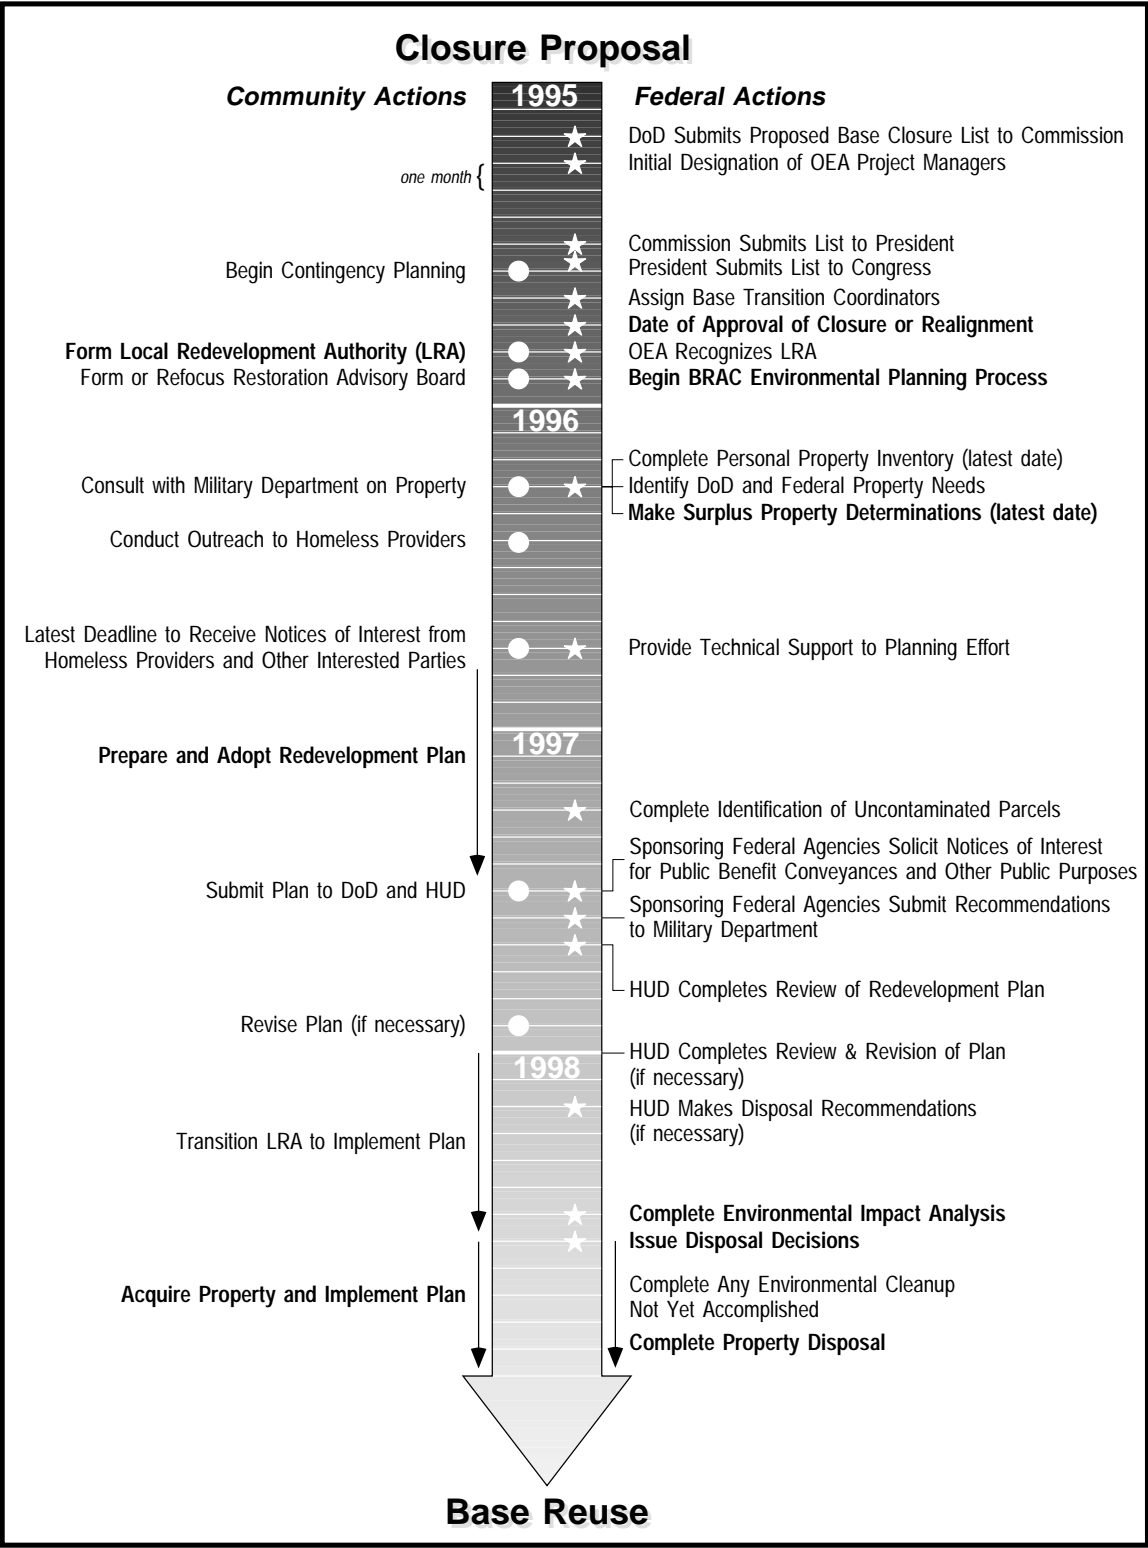 Closure Proposal
Community Actions
1995
Federal Actions
DoD Submits Proposed Base Closure List to Commission
Initial Designation of OEA Project Managers
one month {
Commission Submits List to President
President Submits List to Congress
Begin Contingency Planning
Assign Base Transition Coordinators
Date of Approval of Closure or Realignment
Form Local Redevelopment Authority (LRA)
OEA Recognizes LRA
Form or Refocus Restoration Advisory Board
Begin BRAC Environmental Planning Process
1996
Complete Personal Property Inventory (latest date)
Consult with Military Department on Property
Identify DoD and Federal Property Needs
Make Surplus Property Determinations (latest date)
Conduct Outreach to Homeless Providers
Latest Deadline to Receive Notices of Interest from
Homeless Providers and Other Interested Parties
Provide Technical Support to Planning Effort
1997
Prepare and Adopt Redevelopment Plan
Complete Identification of Uncontaminated Parcels
Sponsoring Federal Agencies Solicit Notices of Interest
for Public Benefit Conveyances and Other Public Purposes
Submit Plan to DoD and HUD
Sponsoring Federal Agencies Submit Recommendations
to Military Department
HUD Completes Review of Redevelopment Plan
Revise Plan (if necessary)
HUD Completes Review & Revision of Plan
(if necessary)
1998
HUD Makes Disposal Recommendations
(if necessary)
Transition LRA to Implement Plan
Complete Environmental Impact Analysis
Issue Disposal Decisions
Acquire Property and Implement Plan
Complete Any Environmental Cleanup
Not Yet Accomplished
Complete Property Disposal
Base Reuse